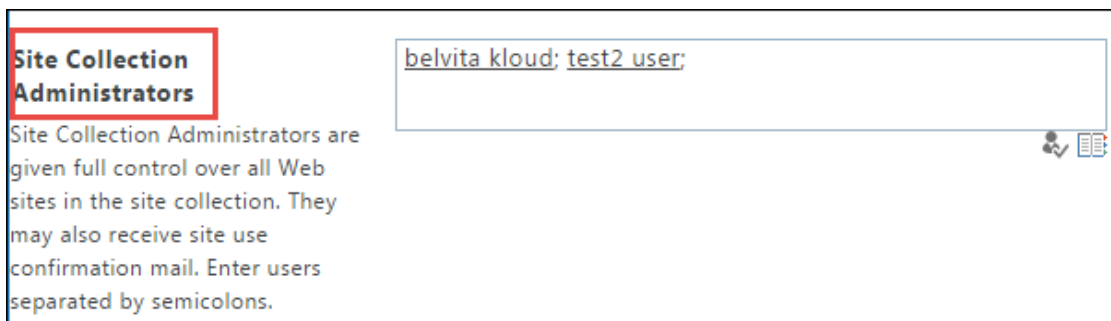 Site Collection
Administrators
belvita kloud; test2 user;
Site Collection Administrators are
given full control over all Web
sites in the site collection. They
may also receive site use
confirmation mail. Enter users
separated by semicolons.